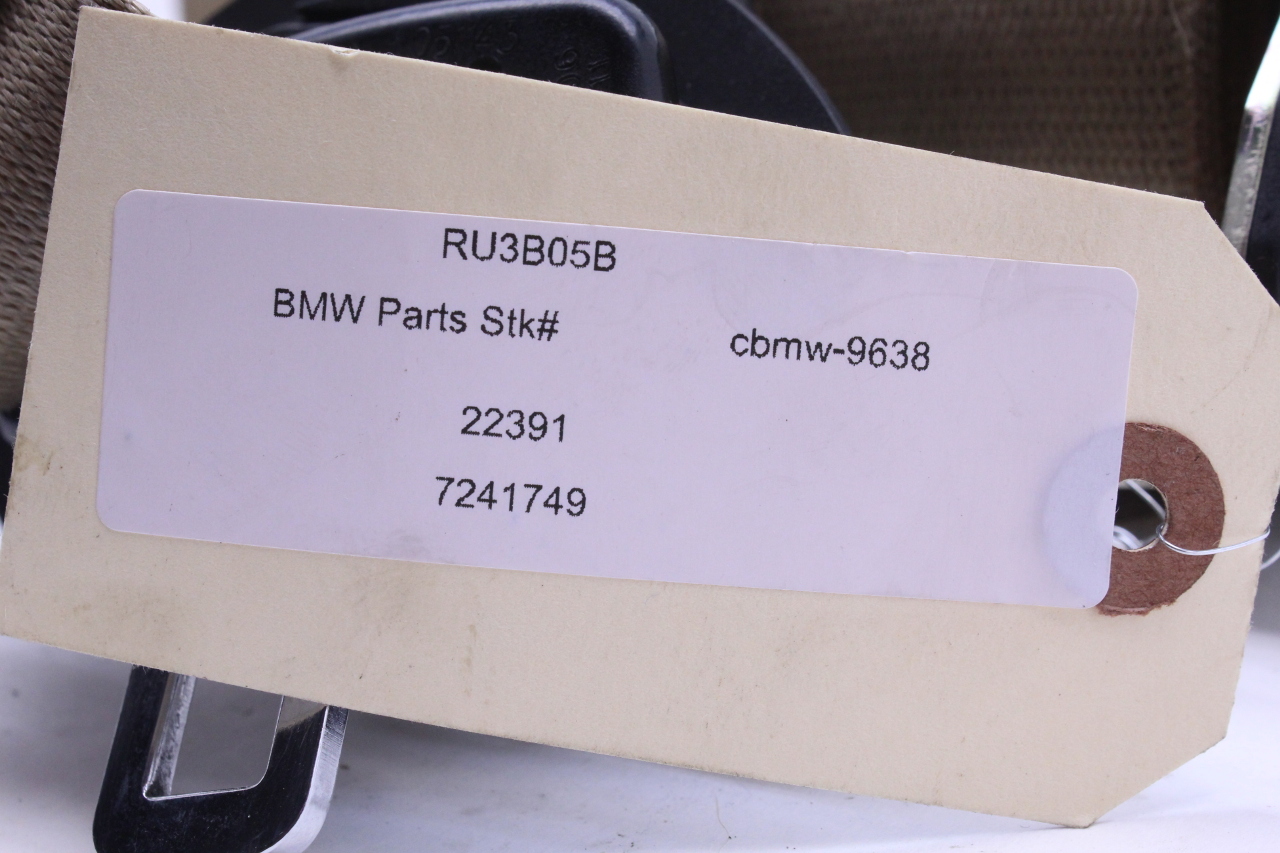 RU3B05B
BMW Parts Stk# cbmw-9638
22391
7241749